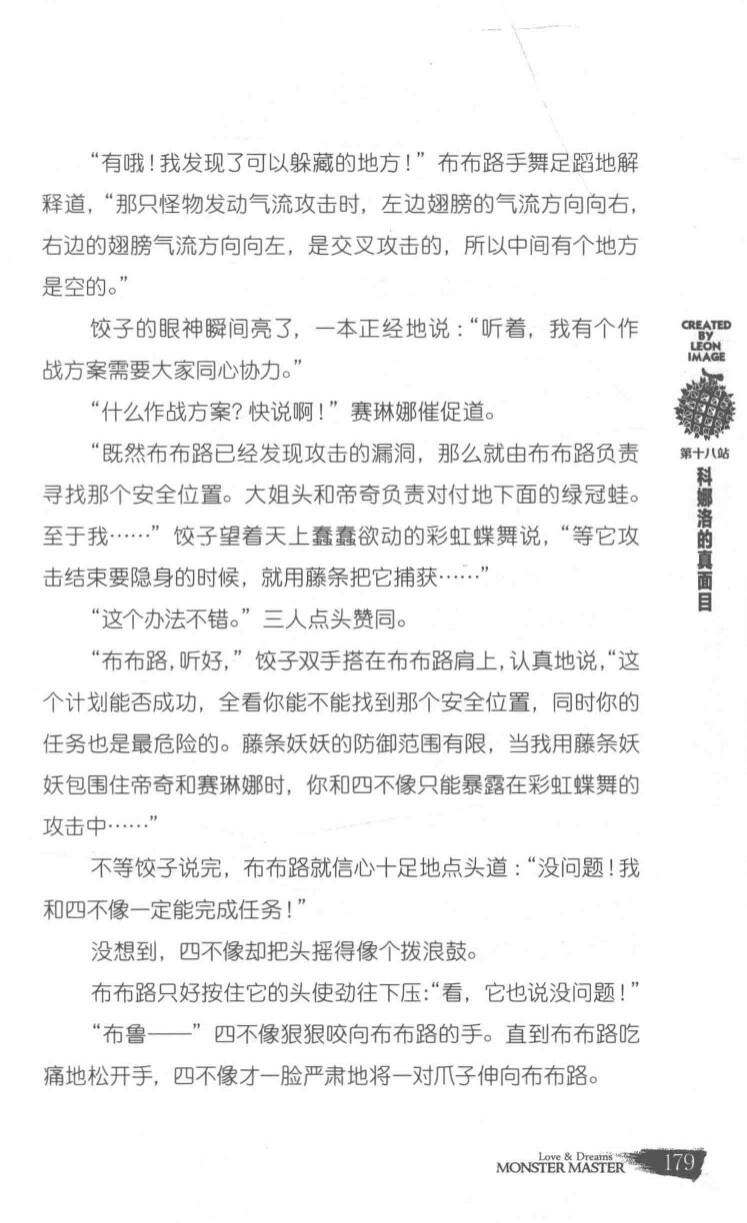 “有哦！我发现了可以躲藏的地方！”布布路手舞足蹈地解
释道，“那只怪物发动气流攻击时，左边翅膀的气流方向向右，
右边的翅膀气流方向向左，是交叉攻击的，所以中间有个地方
是空的。”
饺子的眼神瞬间亮了，一本正经地说：“听着，我有个作
战方案需要大家同心协力。”
“什么作战方案？快说啊！”赛琳娜催促道。
“既然布布路已经发现攻击的漏洞，那么就由布布路负责
寻找那个安全位置。大姐头和帝奇负责对付地下面的绿冠蛙。
至于我……”饺子望着天上蠢蠢欲动的彩虹蝶舞说，“等它攻
击结束要隐身的时候，就用藤条把它捕获……”
“这个办法不错。”三人点头赞同。
“布布路，听好，”饺子双手搭在布布路肩上，认真地说，“这
个计划能否成功，全看你能不能找到那个安全位置，同时你的
任务也是最危险的。藤条妖妖的防御范围有限，当我用藤条妖
妖包围住帝奇和赛琳娜时，你和四不像只能暴露在彩虹蝶舞的
攻击中……”
不等饺子说完，布布路就信心十足地点头道：“没问题！我
和四不像一定能完成任务！”
没想到，四不像却把头摇得像个拨浪鼓。
布布路只好按住它的头使劲往下压：“看，它也说没问题！”
“布鲁——”四不像狠狠咬向布布路的手。直到布布路吃
痛地松开手，四不像才一脸严肃地将一对爪子伸向布布路。
CREATED
BY
LEON
IMAGE
第十八站
科娜洛的真面目
Love & Dreams
MONSTER MASTER
179